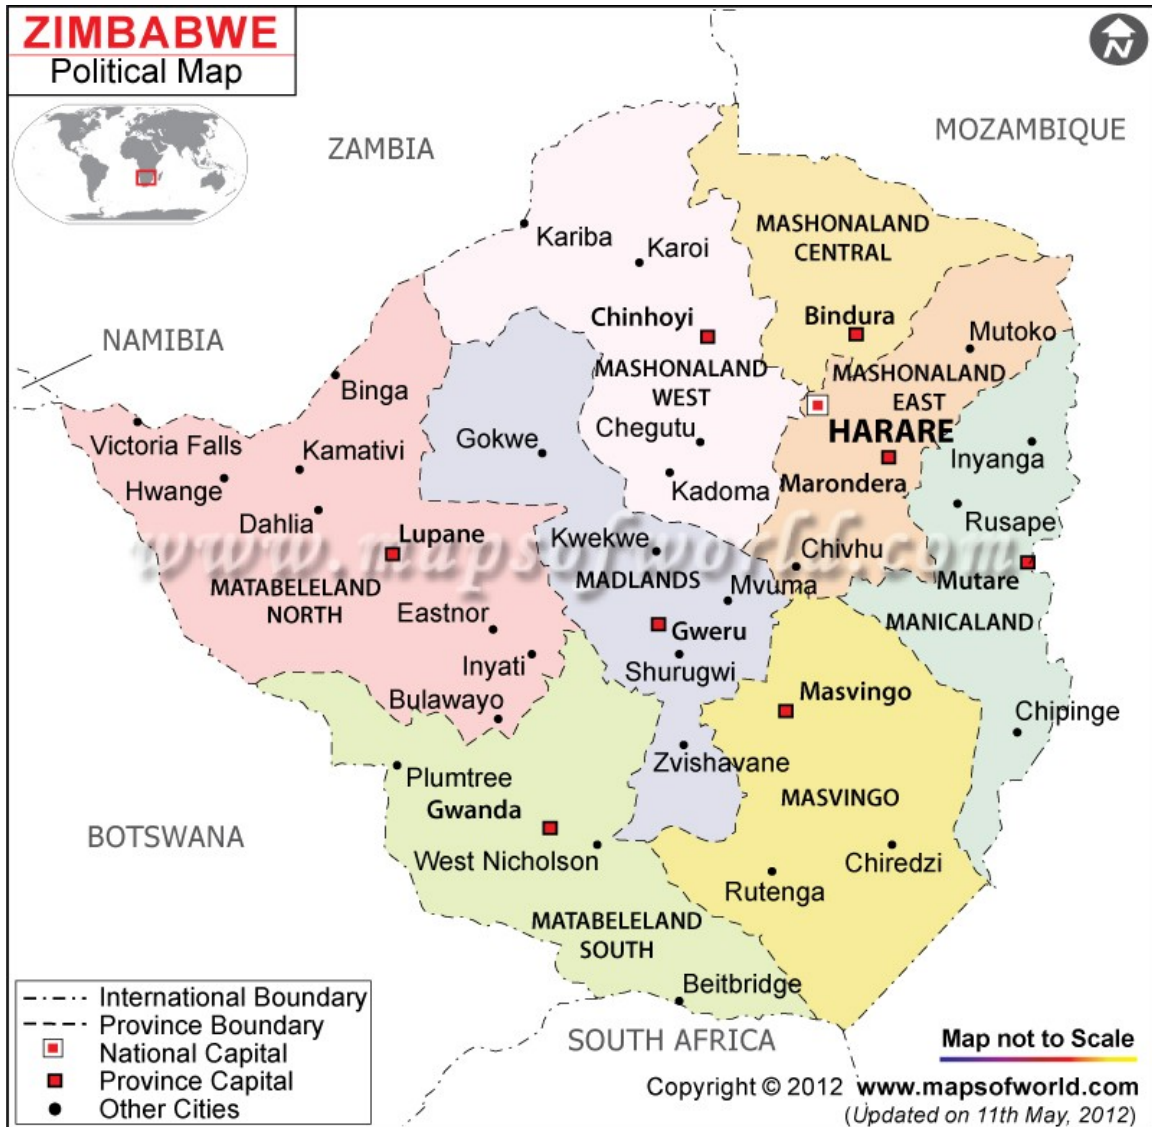 ZIMBABWE
Political Map
N
ZAMBIA
MOZAMBIQUE
MASHONALAND
CENTRAL
Kariba
Karoi
Chinhoyi
Bindura
NAMIBIA
Mutoko
MASHONALAND
WEST
MASHONALAND
EAST
Binga
HARARE
Victoria Falls
Kamativi
Gokwe
Chegutu
Inyanga
Hwange
Kadoma
Marondera
Dahlia
Rusape
Lupane
Kwekwe
Chivhu
www.mapsofworld.com
MATABELELAND
NORTH
MADLANDS
Mvuma
Mutare
Eastnor
Gweru
MANICALAND
Inyati
Shurugwi
Bulawayo
Masvingo
Chipinge
Plumtree
Zvishavane
Gwanda
MASVINGO
BOTSWANA
West Nicholson
Chiredzi
Rutenga
MATABELELAND
SOUTH
Beitbridge
SOUTH AFRICA
International Boundary
Province Boundary
National Capital
Province Capital
Other Cities
Map not to Scale
Copyright © 2012 www.mapsofworld.com
(Updated on 11th May, 2012)